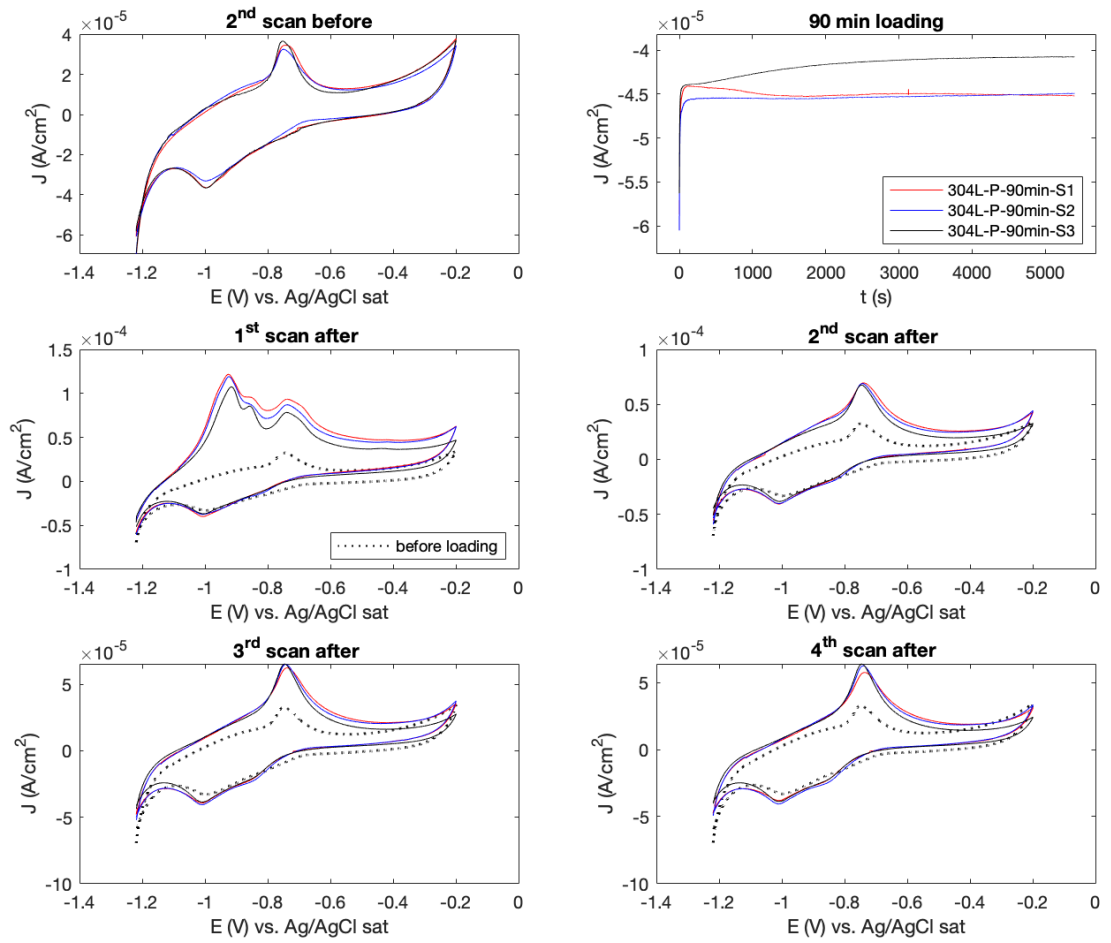 2nd scan before
×10-5
4
2
0
-2
-4
-6
J (A/cm2)
-1.4 -1.2 -1 -0.8 -0.6 -0.4 -0.2 0
E (V) vs. Ag/AgCl sat
90 min loading
×10-5
-4
-4.5
-5
-5.5
-6
J (A/cm2)
304L-P-90min-S1
304L-P-90min-S2
304L-P-90min-S3
0 1000 2000 3000 4000 5000
t (s)
1st scan after
×10-4
1.5
1
0.5
0
-0.5
-1
J (A/cm2)
before loading
-1.4 -1.2 -1 -0.8 -0.6 -0.4 -0.2 0
E (V) vs. Ag/AgCl sat
2nd scan after
×10-4
1
0.5
0
-0.5
-1
J (A/cm2)
-1.4 -1.2 -1 -0.8 -0.6 -0.4 -0.2 0
E (V) vs. Ag/AgCl sat
3rd scan after
×10-5
5
0
-5
-10
J (A/cm2)
-1.4 -1.2 -1 -0.8 -0.6 -0.4 -0.2 0
E (V) vs. Ag/AgCl sat
4th scan after
×10-5
5
0
-5
-10
J (A/cm2)
-1.4 -1.2 -1 -0.8 -0.6 -0.4 -0.2 0
E (V) vs. Ag/AgCl sat